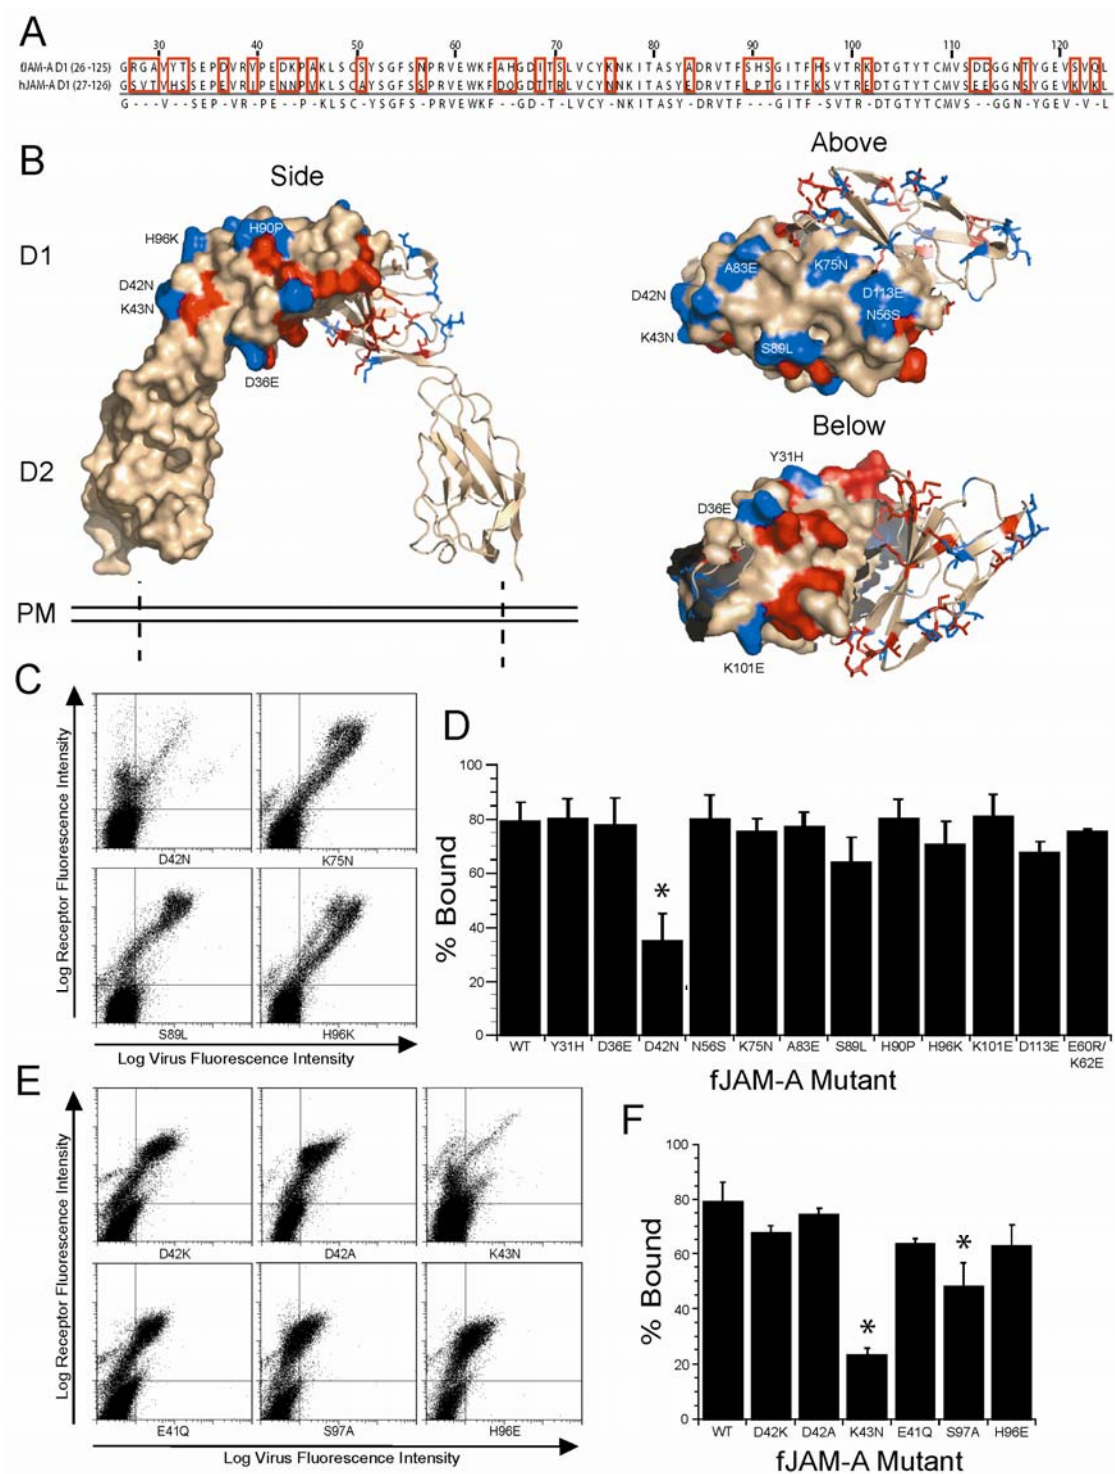 A
30 40 50 60 70 80 90 100 110 120
fJAM-A D1 (26-125) GRGAVYTSEPDVRVPEDKPAKLSCSYSGFSNPRVEWKFAHGDITSLVCYKNKITASYADRVTFSHSGITFHSVTRKDTGTYTCMVSDDGGNTYGEVSVQL
hJAM-A D1 (27-126) GSVTVHSSEPEVRIPENNPVKLSCAYSGFSSPRVEWKFDQGDTTRLVCYNNKITASYEDRVTFLPTGITFKSVTREDTGTYTCMVSEEGGNSYGEVKVKL
G---V--SEP-VR-PE--P-KLSC-YSGFS-PRVEWKF--GD-T-LVCY-NKITASY-DRVTF---GITF-SVTR-DTGTYTCMVS--GGN-YGEV-V-L
B
Side
D1
H96K
H90P
D42N
K43N
D36E
D2
PM
Above
A83E
K75N
D42N
D113E
K43N
N56S
S89L
Below
Y31H
D36E
K101E
C
Log Receptor Fluorescence Intensity
D42N K75N
S89L H96K
Log Virus Fluorescence Intensity
D
% Bound
100
80
60
40
20
0
*
WT Y31H D36E D42N N56S K75N A83E S89L H90P H96K K101E D113E E60R/
K62E
fJAM-A Mutant
E
Log Receptor Fluorescence Intensity
D42K D42A K43N
E41Q S97A H96E
Log Virus Fluorescence Intensity
F
% Bound
100
80
60
40
20
0
* *
WT D42K D42A K43N E41Q S97A H96E
fJAM-A Mutant